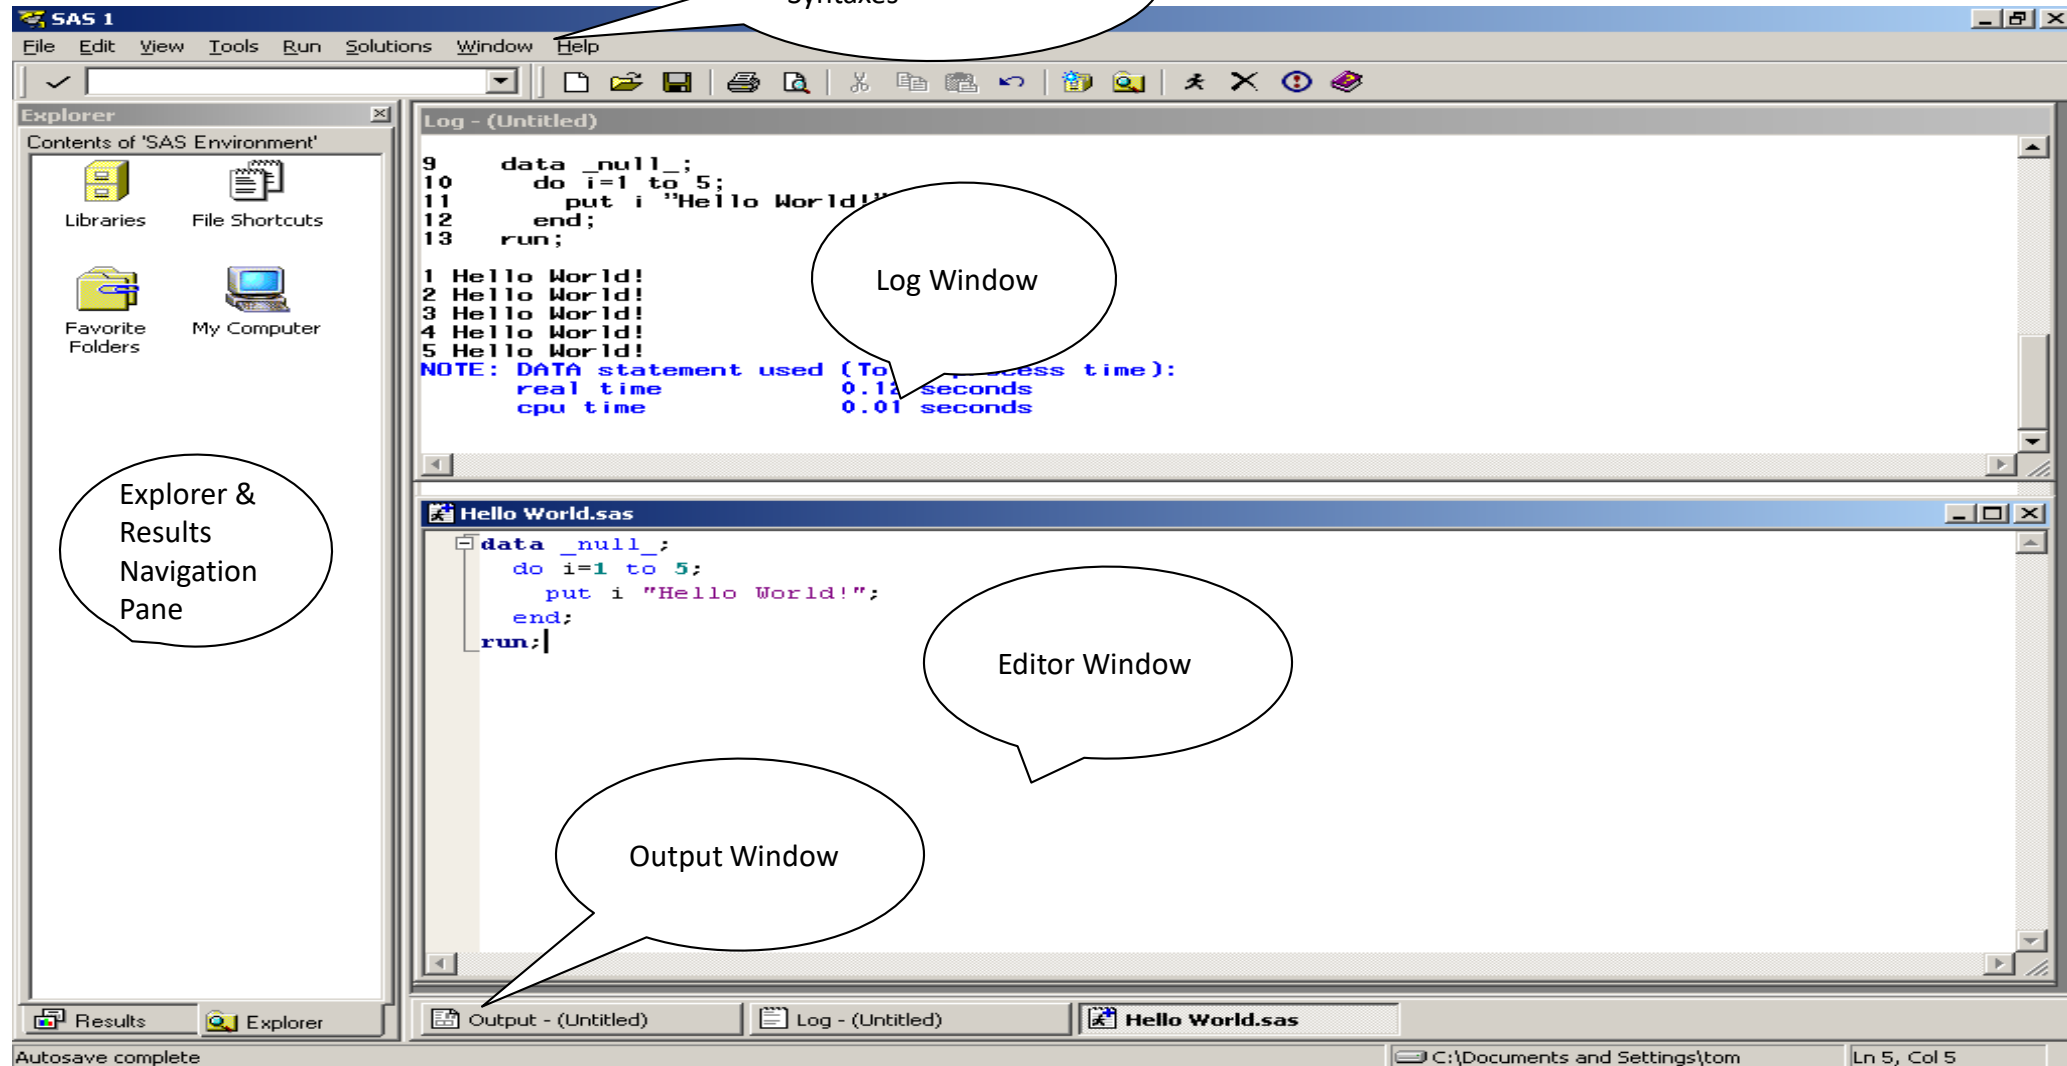 Syntaxes
SAS 1
File Edit View Tools Run Solutions Window Help
Explorer
Contents of 'SAS Environment'
Libraries File Shortcuts
Favorite Folders My Computer
Explorer &
Results
Navigation
Pane
Results Explorer
Log - (Untitled)
9 data _null_;
10 do i=1 to 5;
11 put i "Hello World!"
12 end;
13 run;
1 Hello World!
2 Hello World!
3 Hello World!
4 Hello World!
5 Hello World!
NOTE: DATA statement used (To time):
real time 0.12 seconds
cpu time 0.01 seconds
Log Window
Hello World.sas
data _null_;
do i=1 to 5;
put i "Hello World!";
end;
run;
Editor Window
Output Window
Output - (Untitled) Log - (Untitled) Hello World.sas
Autosave complete C:\Documents and Settings\tom Ln 5, Col 5